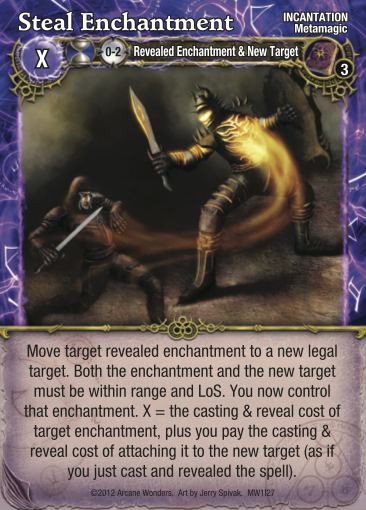 Steal Enchantment
INCANTATION
Metamagic
X
0-2
Revealed Enchantment & New Target
3
Move target revealed enchantment to a new legal
target. Both the enchantment and the new target
must be within range and LoS. You now control
that enchantment. X = the casting & reveal cost of
target enchantment, plus you pay the casting &
reveal cost of attaching it to the new target (as if
you just cast and revealed the spell).
©2012 Arcane Wonders. Art by Jerry Spivak. MW1I27